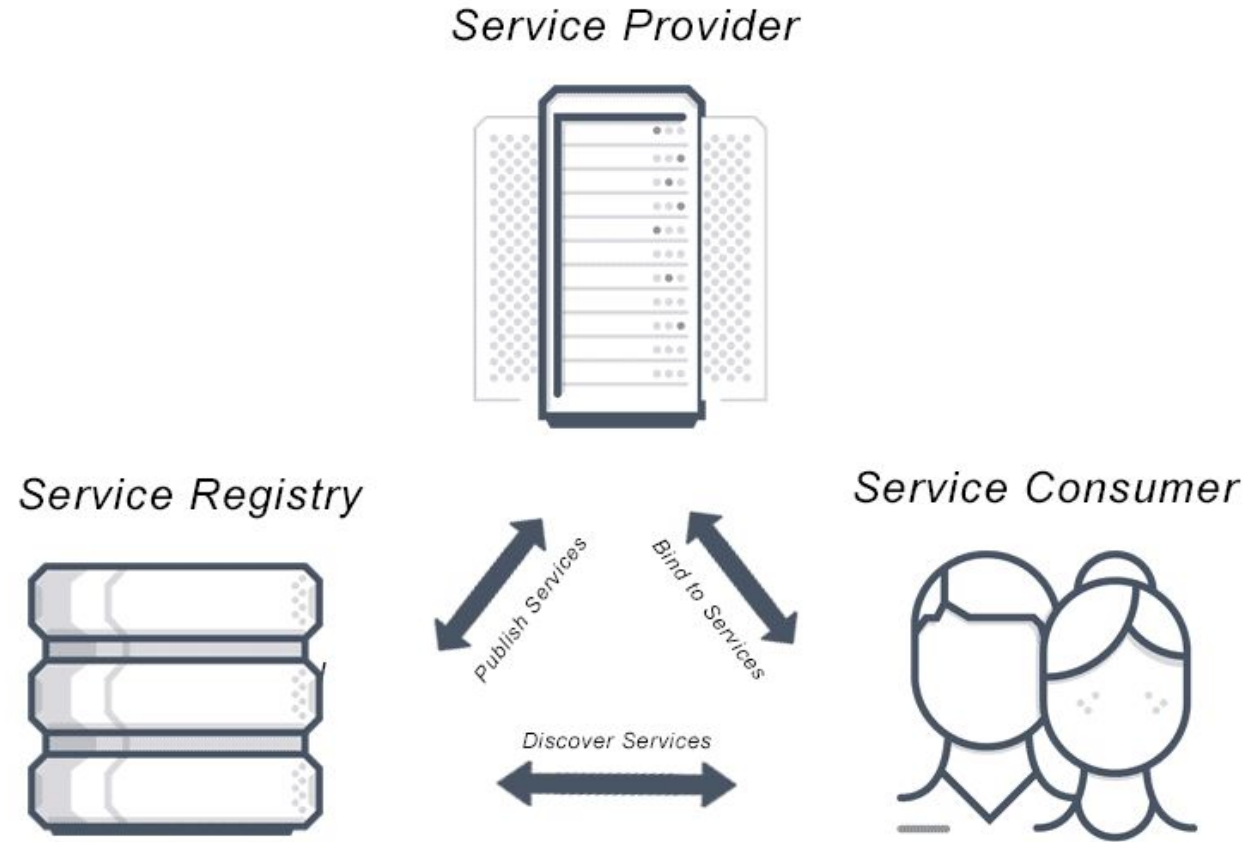 Service Provider
Service Registry
Service Consumer
Publish Services
Bind to Services
Discover Services